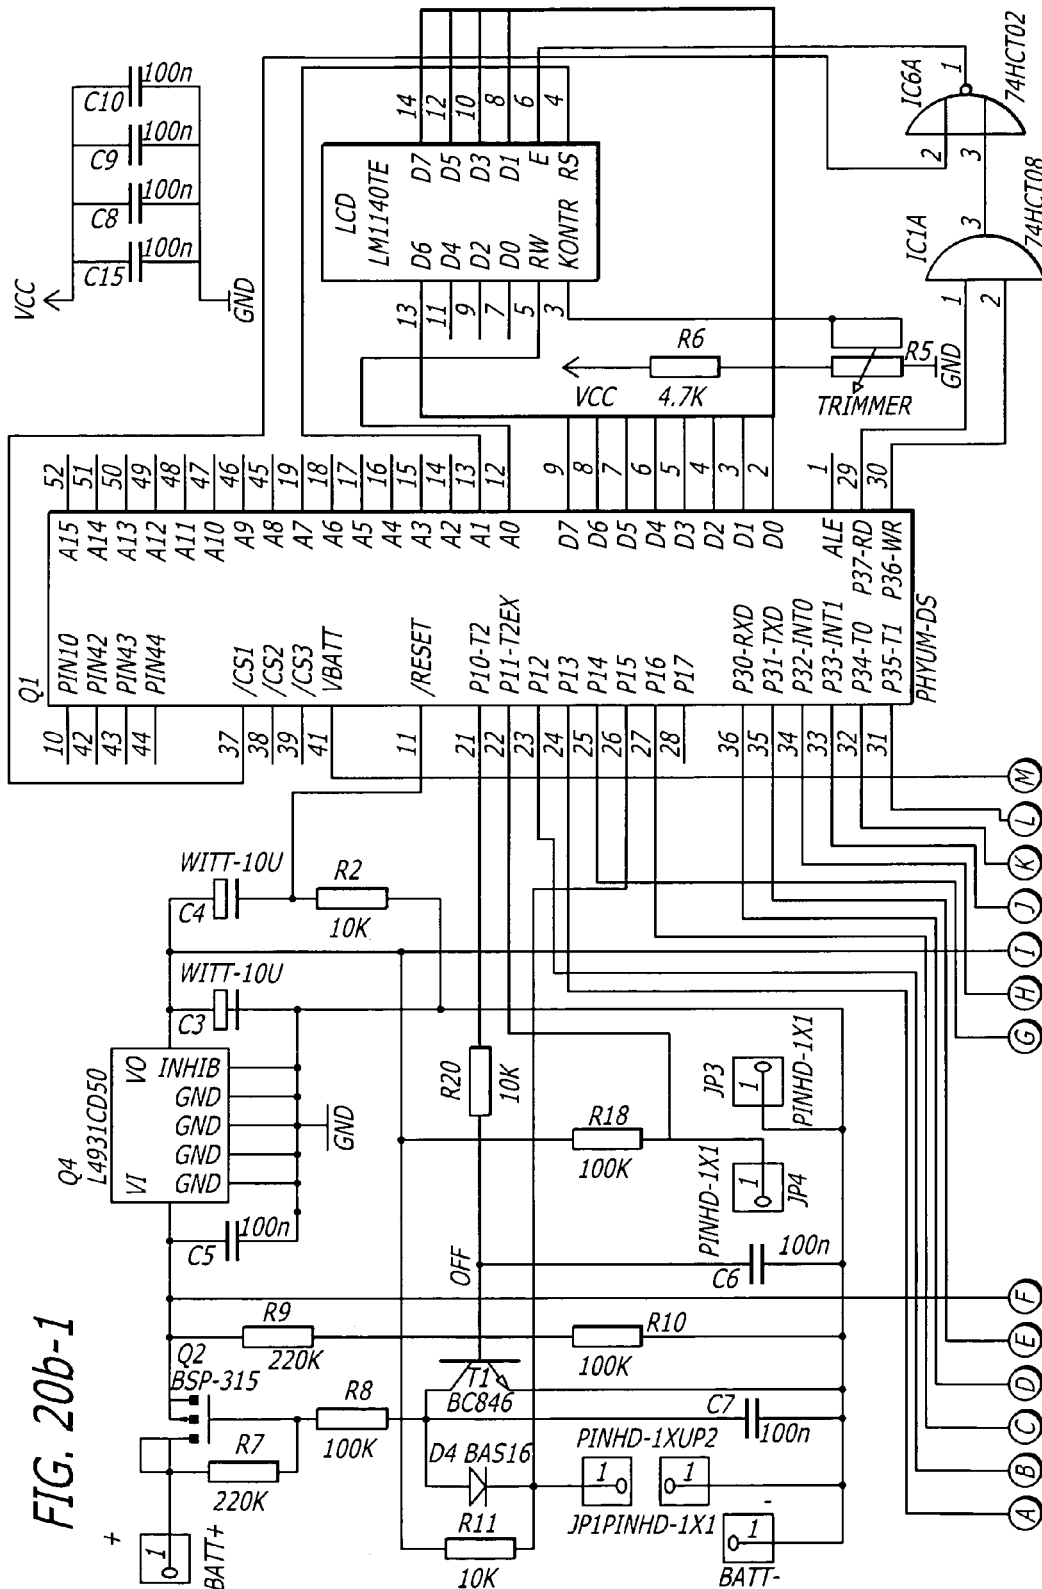 FIG. 20b-1
VCC
C15
100n
C8
100n
C9
100n
C10
100n
GND
LCD
LM1140TE
D6
D4
D2
D0
RW
KONTR
D7
D5
D3
D1
E
RS
13
11
9
7
5
3
14
12
10
8
6
4
VCC
R6
4.7K
R5
TRIMMER
GND
IC1A
74HCT08
1
2
3
IC6A
74HCT02
2
3
1
Q1
PHYUM-DS
PIN10
PIN42
PIN43
PIN44
/CS1
/CS2
/CS3
VBATT
/RESET
P10-T2
P11-T2EX
P12
P13
P14
P15
P16
P17
P30-RXD
P31-TXD
P32-INT0
P33-INT1
P34-T0
P35-T1
A15
A14
A13
A12
A11
A10
A9
A8
A7
A6
A5
A4
A3
A2
A1
A0
D7
D6
D5
D4
D3
D2
D1
D0
ALE
P37-RD
P36-WR
52
51
50
49
48
47
46
45
19
18
17
16
15
14
13
12
9
8
7
6
5
4
3
2
1
29
30
10
42
43
44
37
38
39
41
11
21
22
23
24
25
26
27
28
36
35
34
33
32
31
WITT-10U
C4
R2
10K
WITT-10U
C3
Q4
L4931CD50
VO
VI
INHIB
GND
GND
GND
GND
GND
C5
100n
R20
10K
R18
100K
JP3
1
PINHD-1X1
PINHD-1X1
1
JP4
OFF
C6
100n
R9
220K
R10
100K
Q2
BSP-315
T1
BC846
R8
100K
R7
220K
C7
100n
D4 BAS16
PINHD-1XUP2
1
1
JP1PINHD-1X1
R11
10K
+
1
BATT+
-
1
BATT-
A
B
C
D
E
F
G
H
I
J
K
L
M